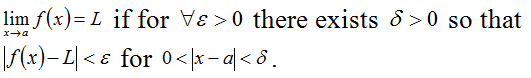 lim f(x) = L if for ∀ε > 0 there exists δ > 0 so that
x→a
|f(x) − L| < ε for 0 < |x − a| < δ.